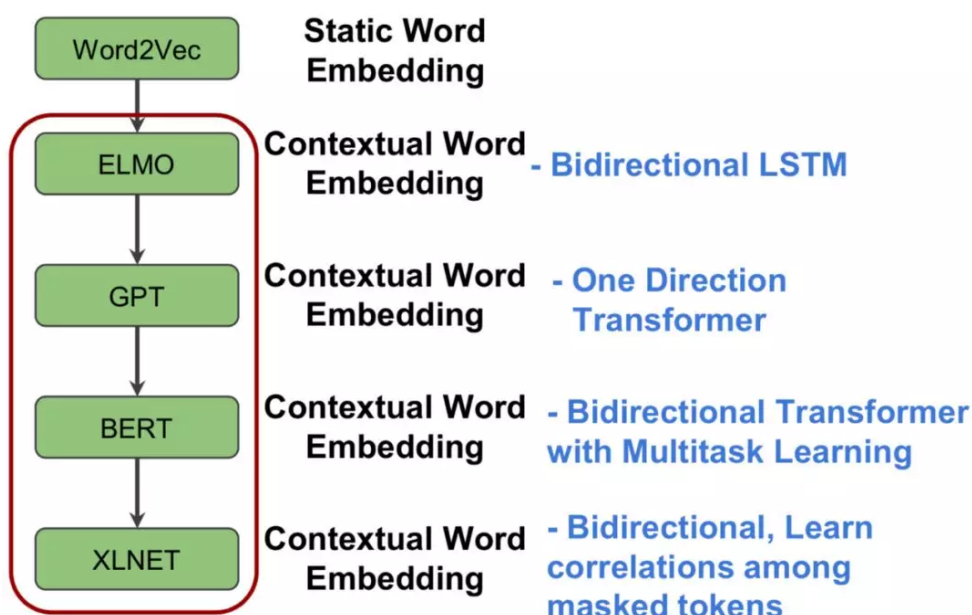 Word2Vec
Static Word
Embedding
ELMO
Contextual Word
Embedding
- Bidirectional LSTM
GPT
Contextual Word
Embedding
- One Direction
Transformer
BERT
Contextual Word
Embedding
- Bidirectional Transformer
with Multitask Learning
XLNET
Contextual Word
Embedding
- Bidirectional, Learn
correlations among
masked tokens